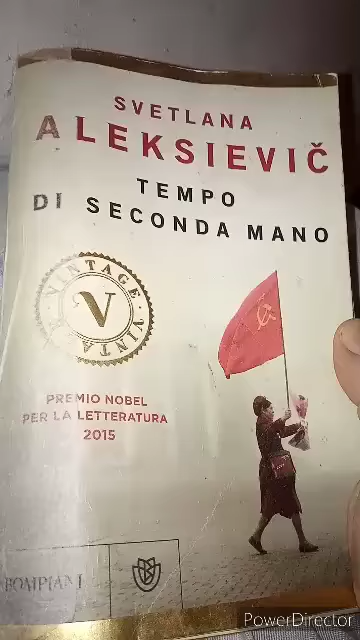 SVETLANA
ALEKSIEVIČ
TEMPO
DI SECONDA MANO
VINTAGE
V
VINTAGE
PREMIO NOBEL
PER LA LETTERATURA
2015
BOMPIANI
PowerDirector